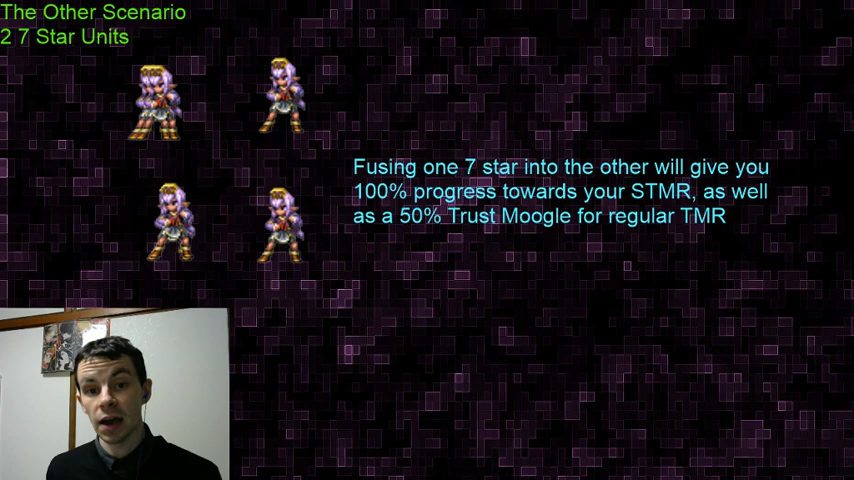 The Other Scenario
2 7 Star Units
Fusing one 7 star into the other will give you
100% progress towards your STMR, as well
as a 50% Trust Moogle for regular TMR